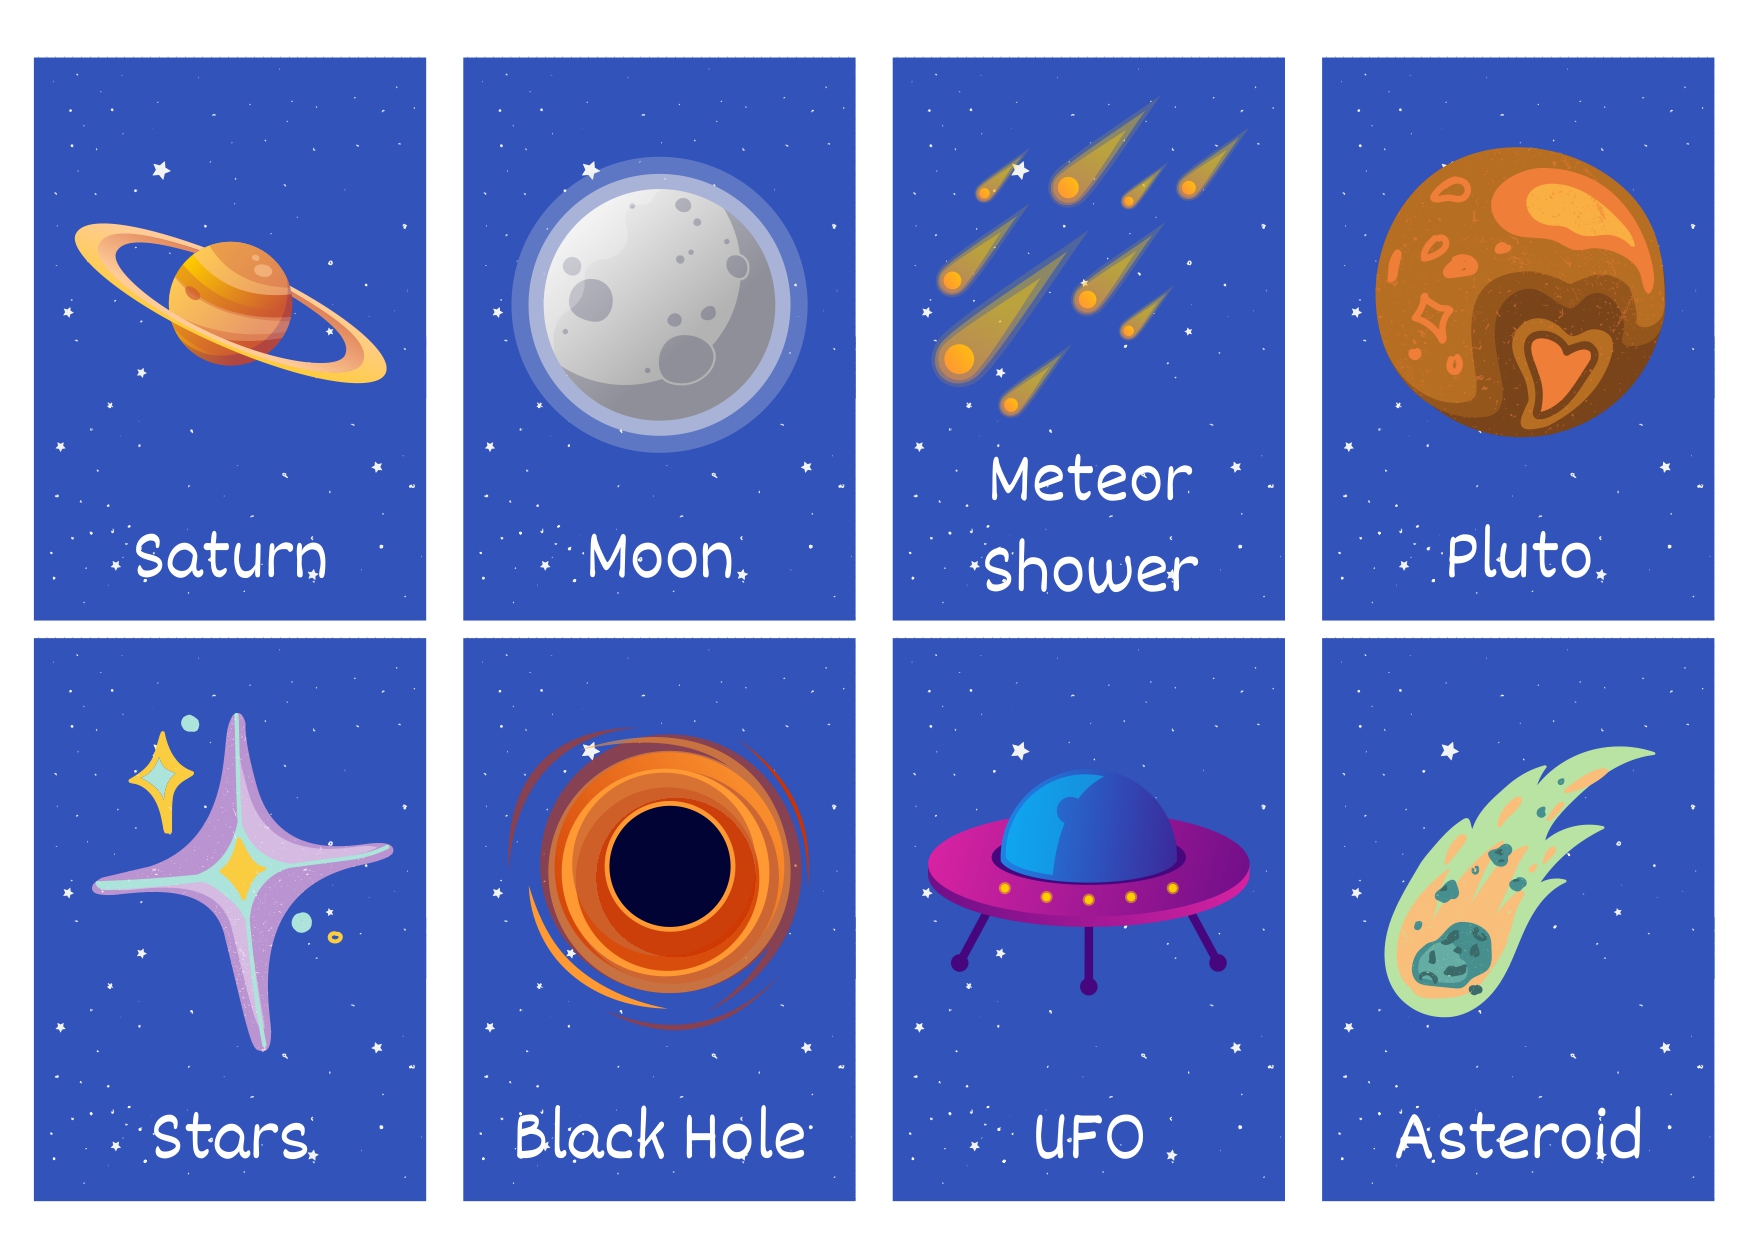 Saturn
Moon
Meteor
Shower
Pluto
Stars
Black Hole
UFO
Asteroid